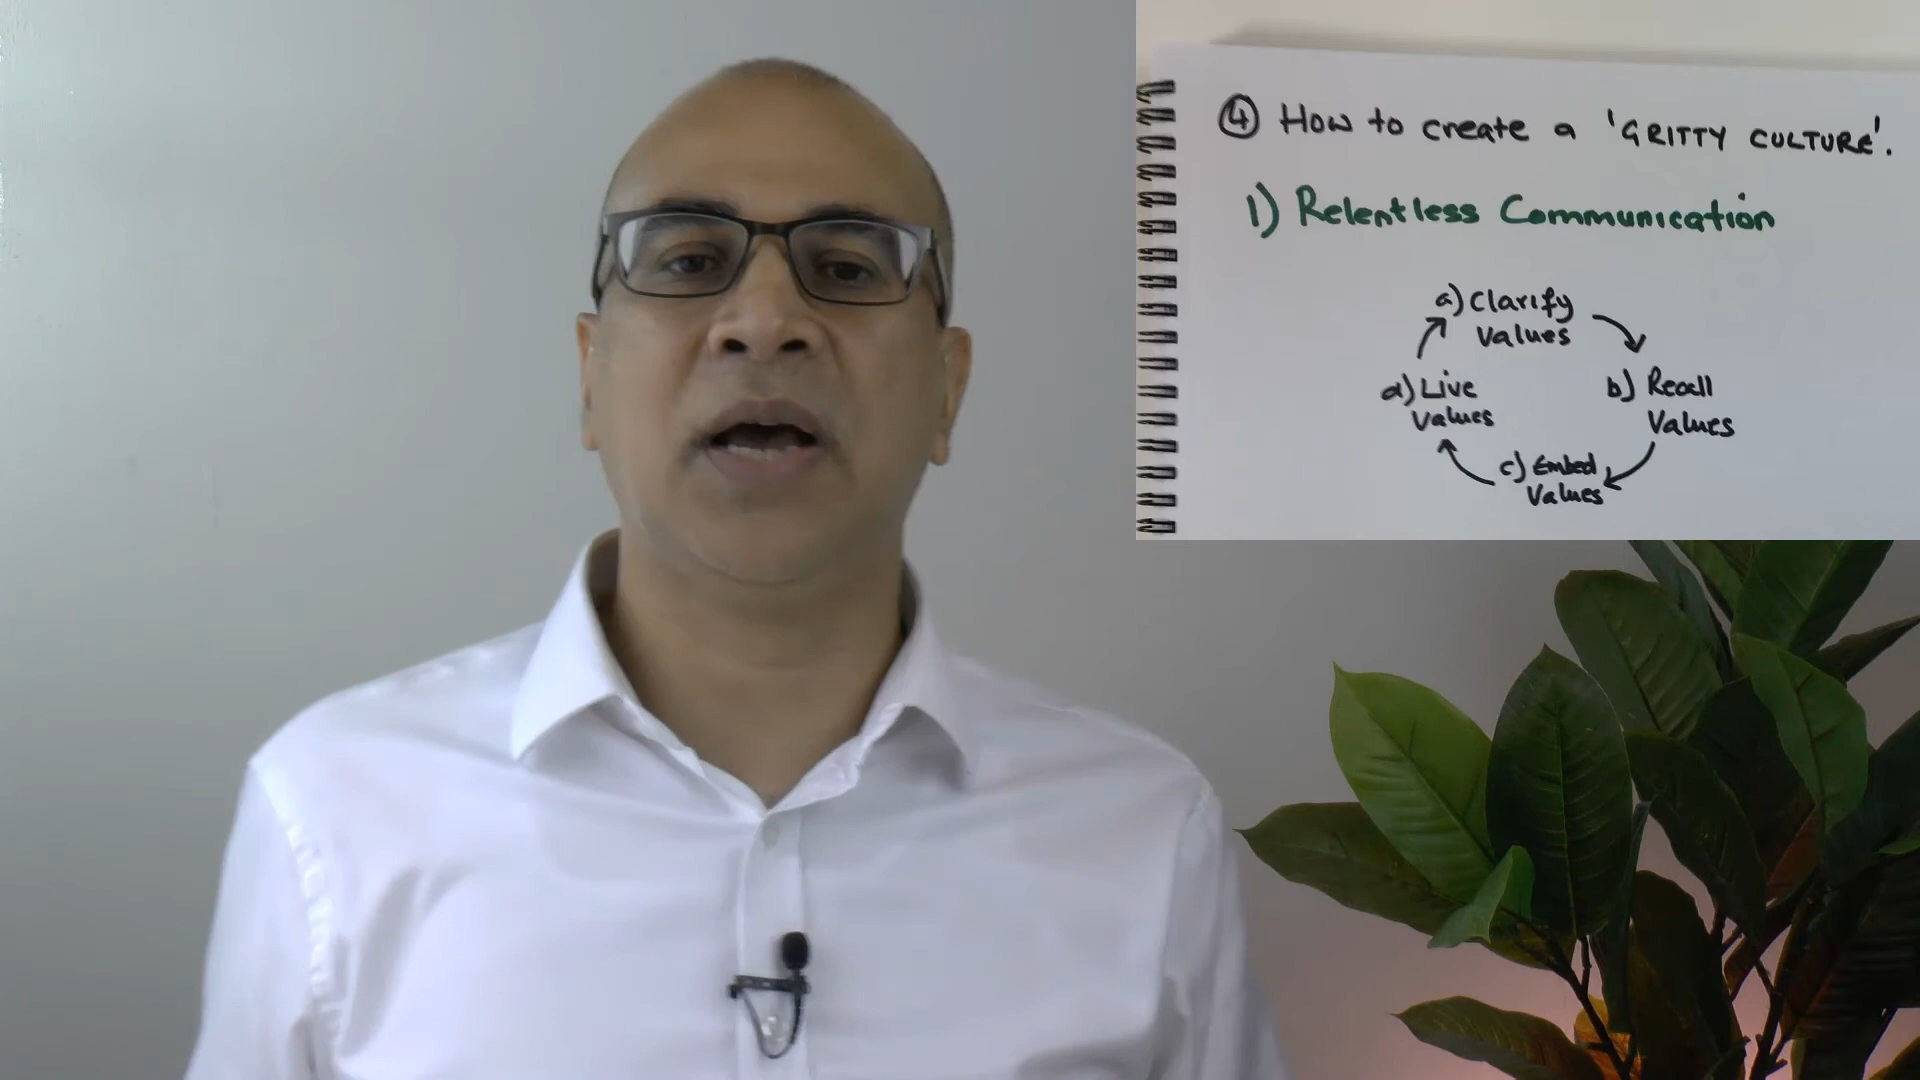 4 How to create a 'GRITTY CULTURE'.
1) Relentless Communication
a) Clarify
Values
b) Recall
Values
c) Embed
Values
d) Live
Values